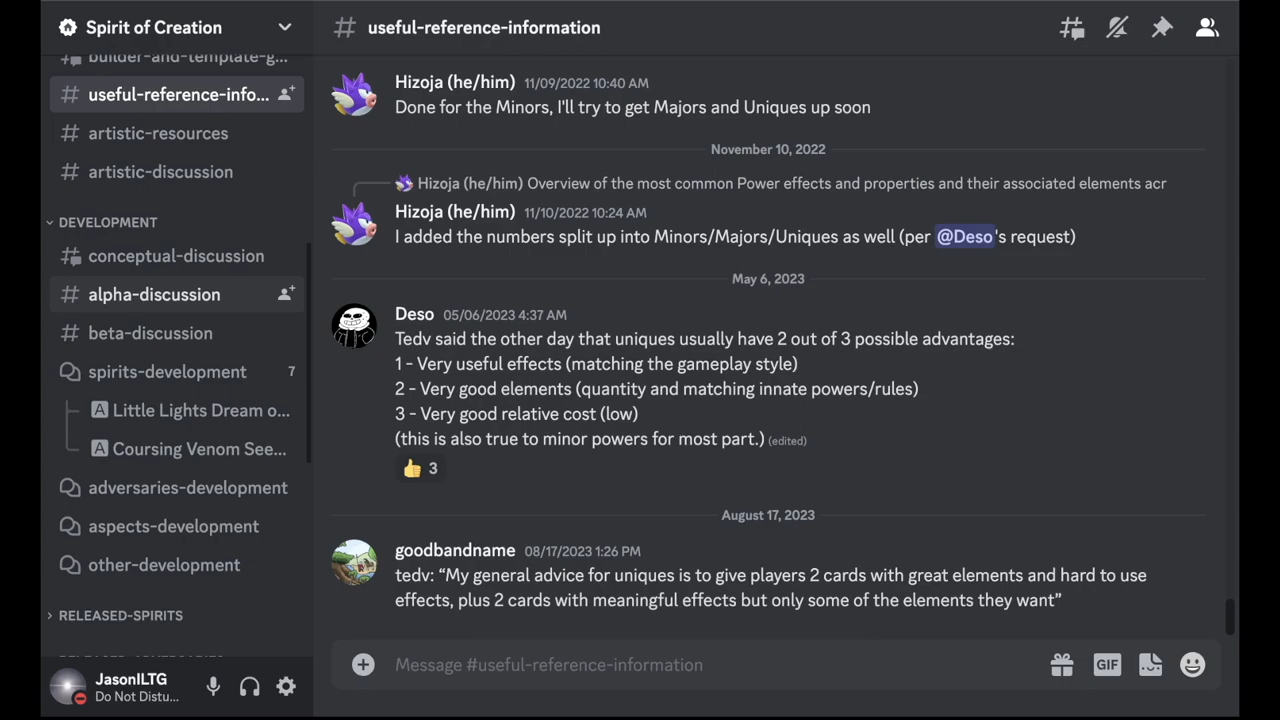 Spirit of Creation
builder-and-template-g...
useful-reference-info...
artistic-resources
artistic-discussion
DEVELOPMENT
conceptual-discussion
alpha-discussion
beta-discussion
spirits-development 7
A Little Lights Dream o...
A Coursing Venom See...
adversaries-development
aspects-development
other-development
RELEASED-SPIRITS
JasonILTG
Do Not Distu...
# useful-reference-information
Hizoja (he/him) 11/09/2022 10:40 AM
Done for the Minors, I'll try to get Majors and Uniques up soon
November 10, 2022
Hizoja (he/him) Overview of the most common Power effects and properties and their associated elements acr
Hizoja (he/him) 11/10/2022 10:24 AM
I added the numbers split up into Minors/Majors/Uniques as well (per @Deso's request)
May 6, 2023
Deso 05/06/2023 4:37 AM
Tedv said the other day that uniques usually have 2 out of 3 possible advantages:
1 - Very useful effects (matching the gameplay style)
2 - Very good elements (quantity and matching innate powers/rules)
3 - Very good relative cost (low)
(this is also true to minor powers for most part.) (edited)
👍 3
August 17, 2023
goodbandname 08/17/2023 1:26 PM
tedv: “My general advice for uniques is to give players 2 cards with great elements and hard to use
effects, plus 2 cards with meaningful effects but only some of the elements they want”
Message #useful-reference-information
GIF